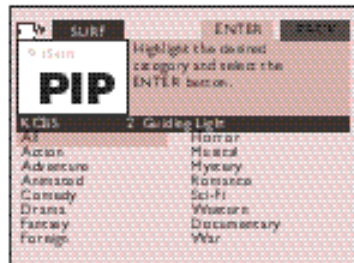 SURF ENTER
Highlight the desired
category and select the
ENTER button.
PIP
KCBS 2 Guiding Light
All Horror
Action Musical
Adventure Mystery
Animated Romance
Comedy Sci-Fi
Drama Western
Fantasy Documentary
Foreign War